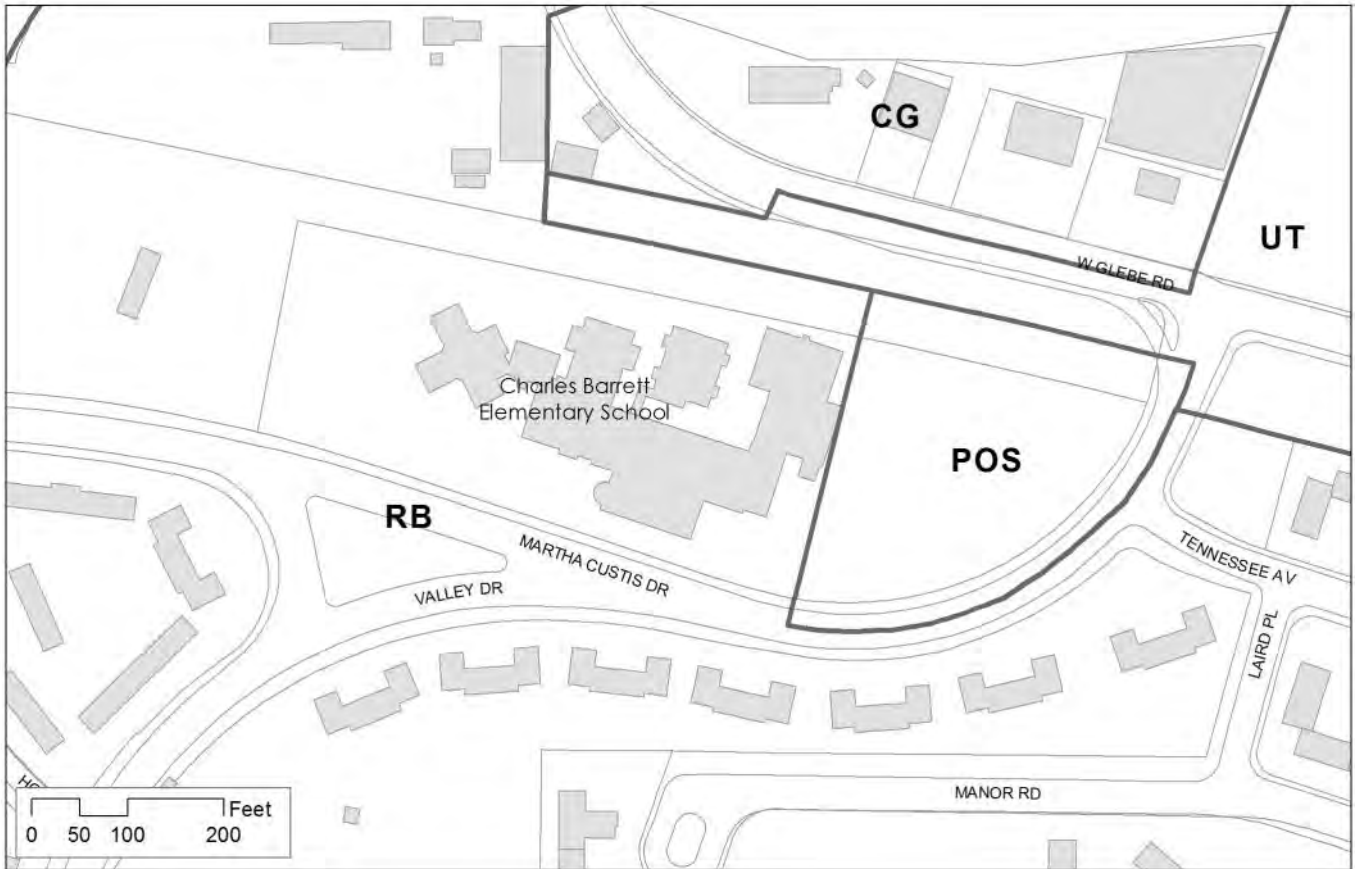 CG
UT
W GLEBE RD
Charles Barrett
Elementary School
POS
RB
MARTHA CUSTIS DR
TENNESSEE AV
VALLEY DR
LAIRD PL
MANOR RD
Feet
0 50 100 200